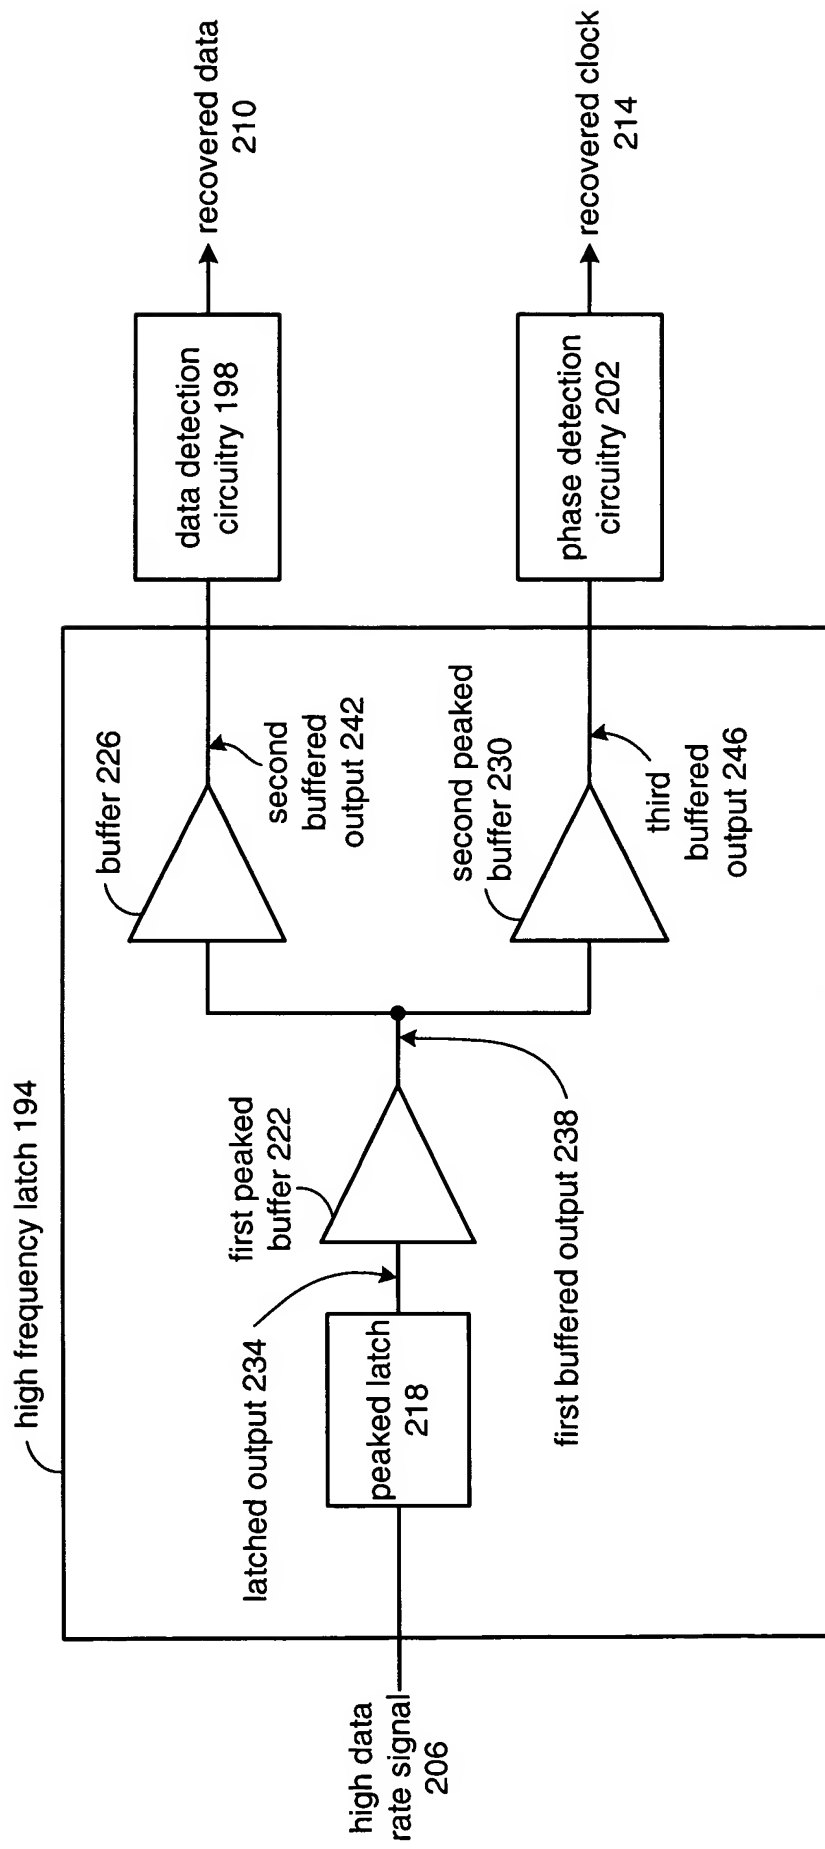 high frequency latch 194
high data
rate signal
206
latched output 234
peaked latch
218
first peaked
buffer 222
first buffered output 238
buffer 226
second
buffered
output 242
second peaked
buffer 230
third
buffered
output 246
data detection
circuitry 198
phase detection
circuitry 202
recovered data
210
recovered clock
214